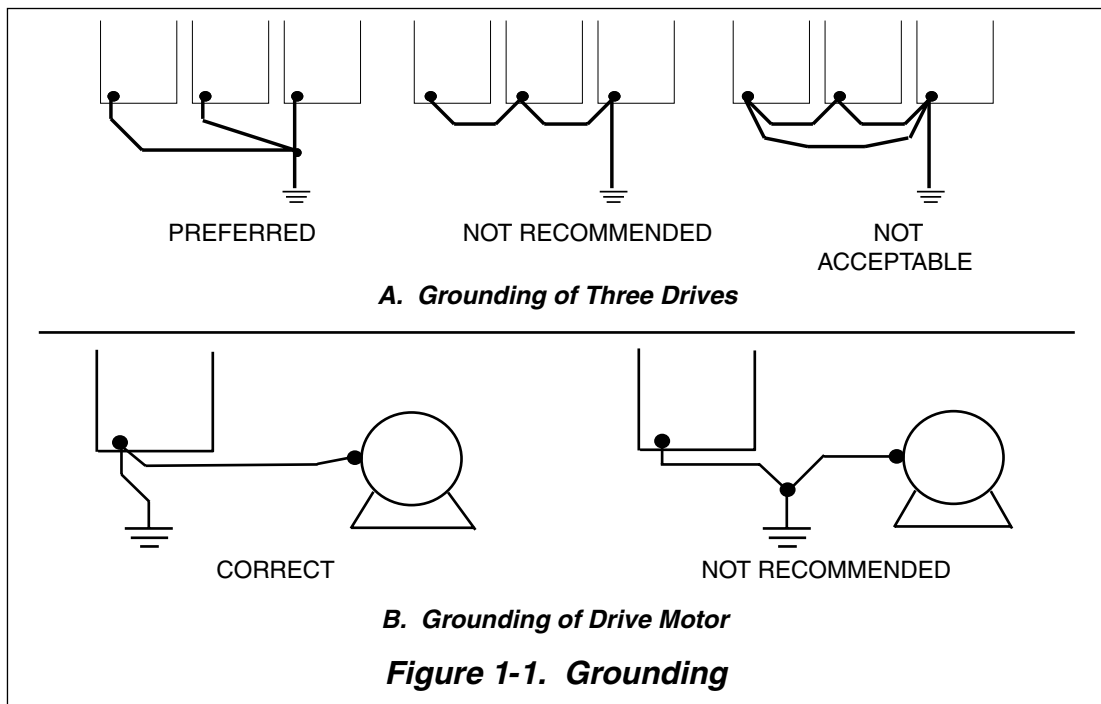 PREFERRED
NOT RECOMMENDED
NOT
ACCEPTABLE
A. Grounding of Three Drives
CORRECT
NOT RECOMMENDED
B. Grounding of Drive Motor
Figure 1-1. Grounding